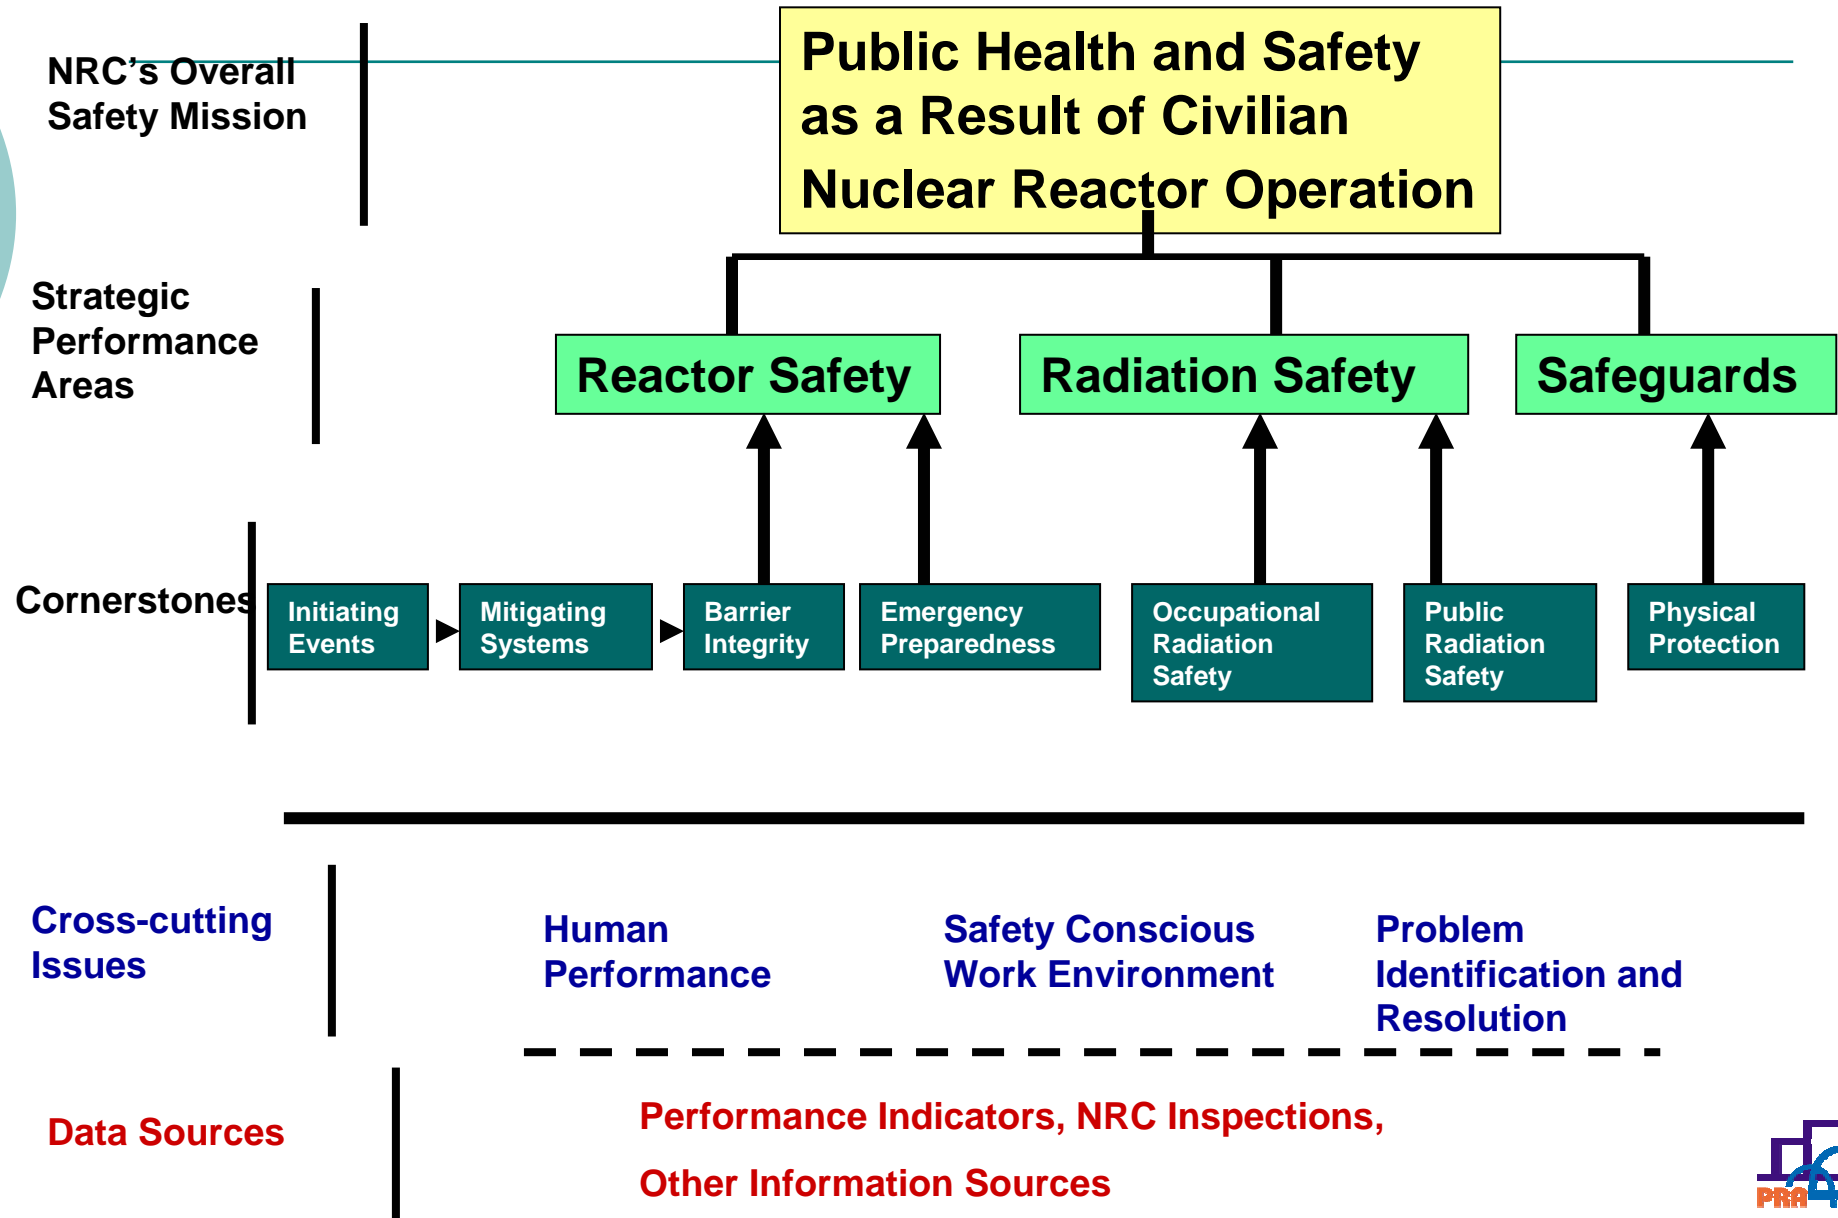 NRC's Overall
Safety Mission
Public Health and Safety
as a Result of Civilian
Nuclear Reactor Operation
Strategic
Performance
Areas
Reactor Safety
Radiation Safety
Safeguards
Cornerstones
Initiating
Events
Mitigating
Systems
Barrier
Integrity
Emergency
Preparedness
Occupational
Radiation
Safety
Public
Radiation
Safety
Physical
Protection
Cross-cutting
Issues
Human
Performance
Safety Conscious
Work Environment
Problem
Identification and
Resolution
Data Sources
Performance Indicators, NRC Inspections,
Other Information Sources
PRA